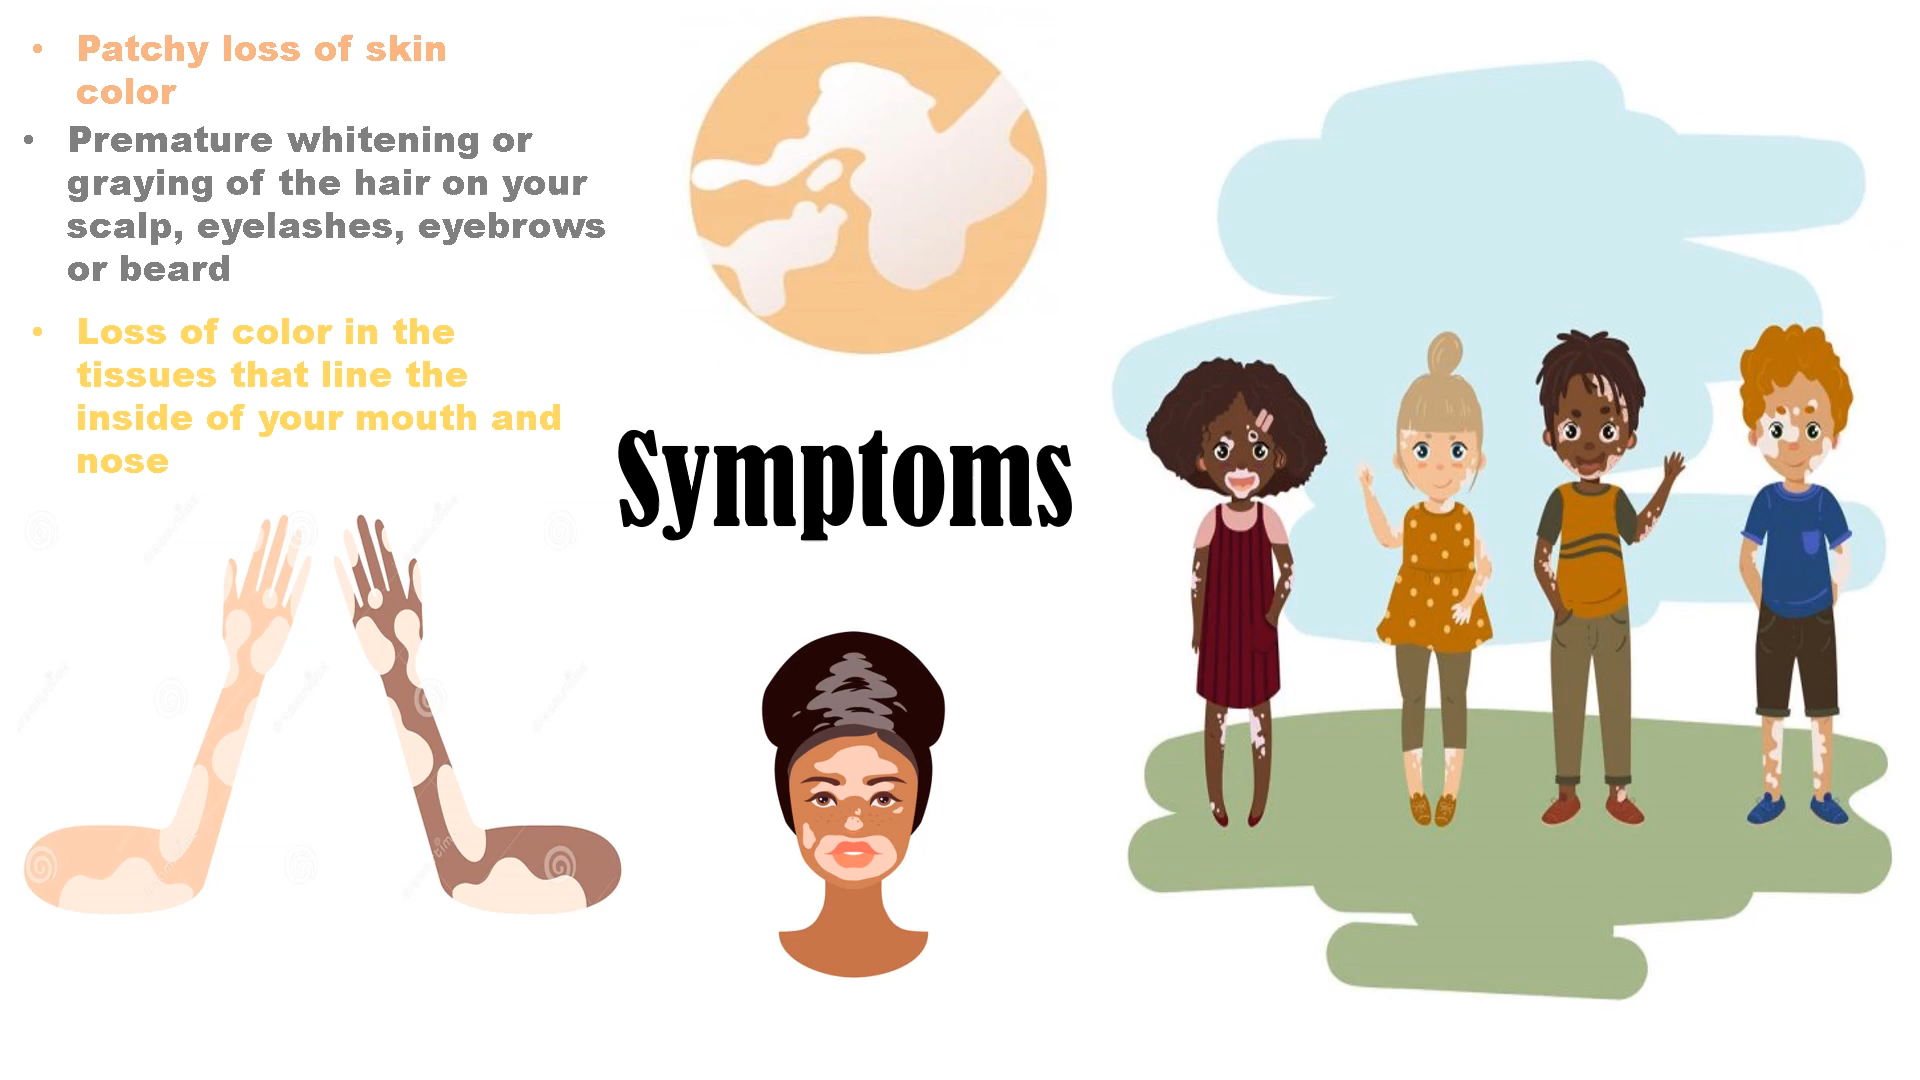 • Patchy loss of skin
color
• Premature whitening or
graying of the hair on your
scalp, eyelashes, eyebrows
or beard
• Loss of color in the
tissues that line the
inside of your mouth and
nose
Symptoms